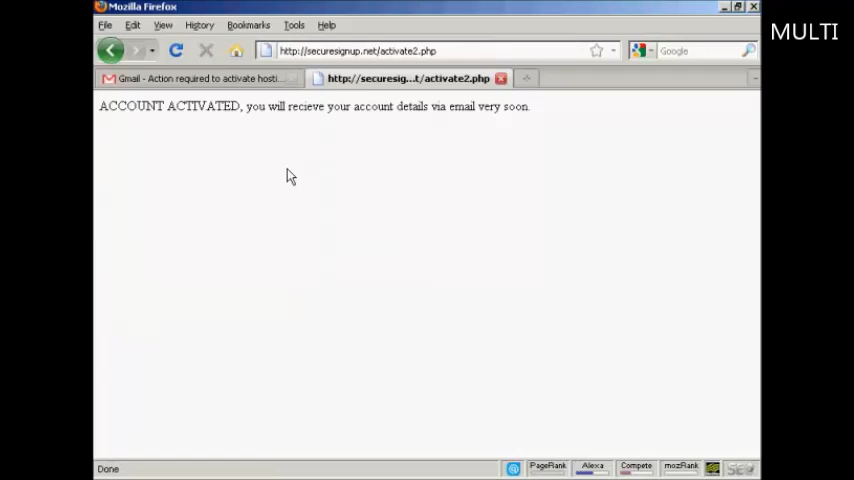 Mozilla Firefox
MULTI
File Edit View History Bookmarks Tools Help
http://securesignup.net/activate2.php
Google
Gmail - Action required to activate hosti...
http://securesig...t/activate2.php
ACCOUNT ACTIVATED, you will recieve your account details via email very soon.
Done
PageRank
Alexa
Compete
mozRank
SEO